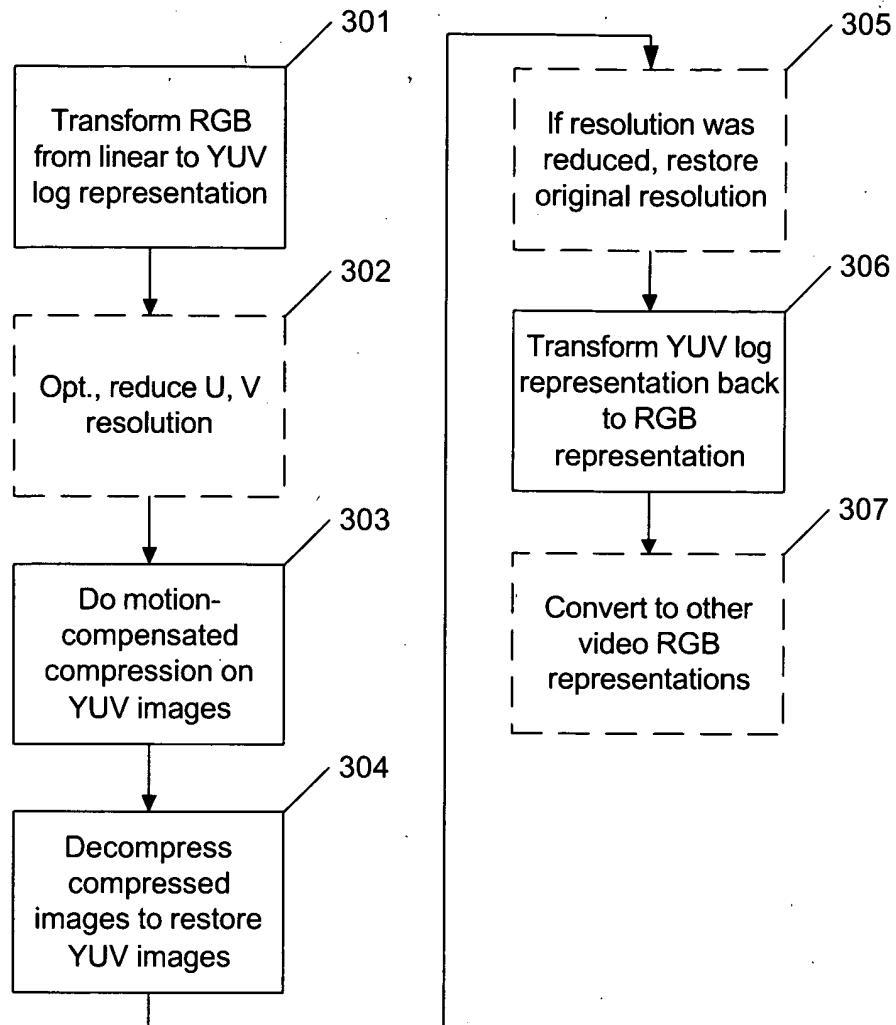 301
Transform RGB
from linear to YUV
log representation
302
Opt., reduce U, V
resolution
303
Do motion-
compensated
compression on
YUV images
304
Decompress
compressed
images to restore
YUV images
305
If resolution was
reduced, restore
original resolution
306
Transform YUV log
representation back
to RGB
representation
307
Convert to other
video RGB
representations